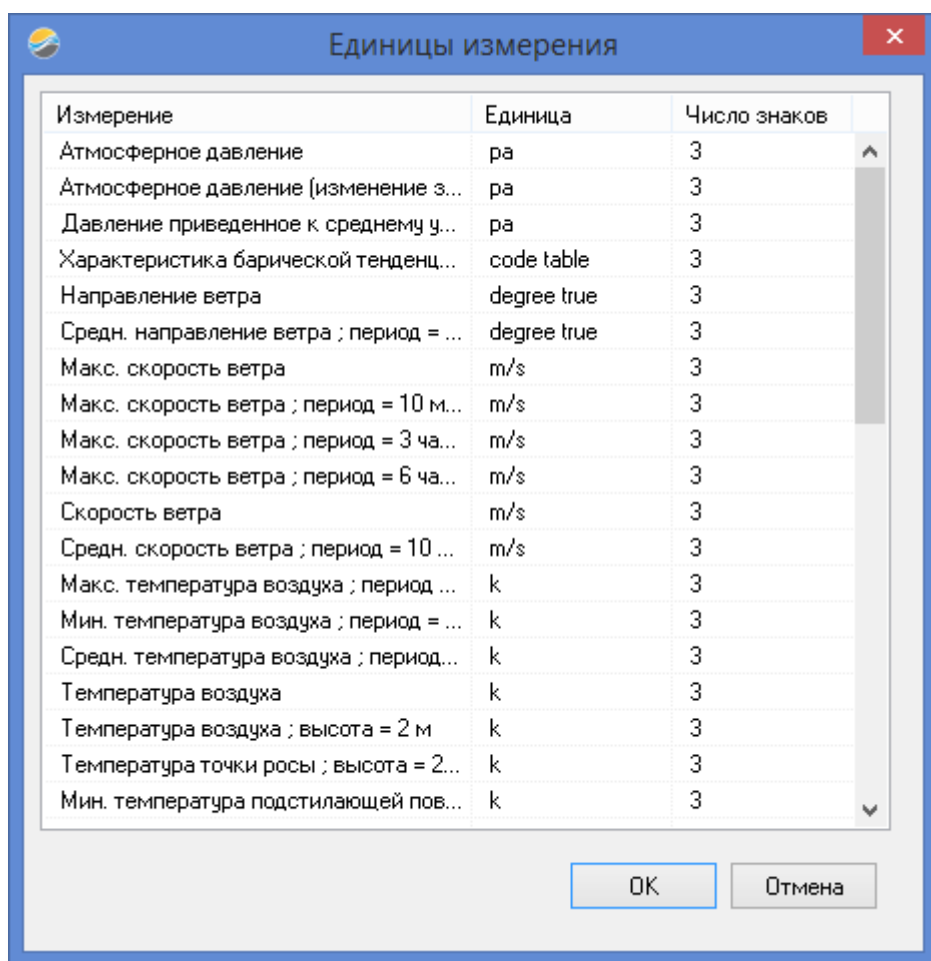 Единицы измерения
Измерение Единица Число знаков
Атмосферное давление pa 3
Атмосферное давление (изменение з... pa 3
Давление приведенное к среднему у... pa 3
Характеристика барической тенденц... code table 3
Направление ветра degree true 3
Средн. направление ветра ; период = ... degree true 3
Макс. скорость ветра m/s 3
Макс. скорость ветра ; период = 10 м... m/s 3
Макс. скорость ветра ; период = 3 ча... m/s 3
Макс. скорость ветра ; период = 6 ча... m/s 3
Скорость ветра m/s 3
Средн. скорость ветра ; период = 10 ... m/s 3
Макс. температура воздуха ; период ... k 3
Мин. температура воздуха ; период = ... k 3
Средн. температура воздуха ; период... k 3
Температура воздуха k 3
Температура воздуха ; высота = 2 м k 3
Температура точки росы ; высота = 2... k 3
Мин. температура подстилающей пов... k 3
OK Отмена